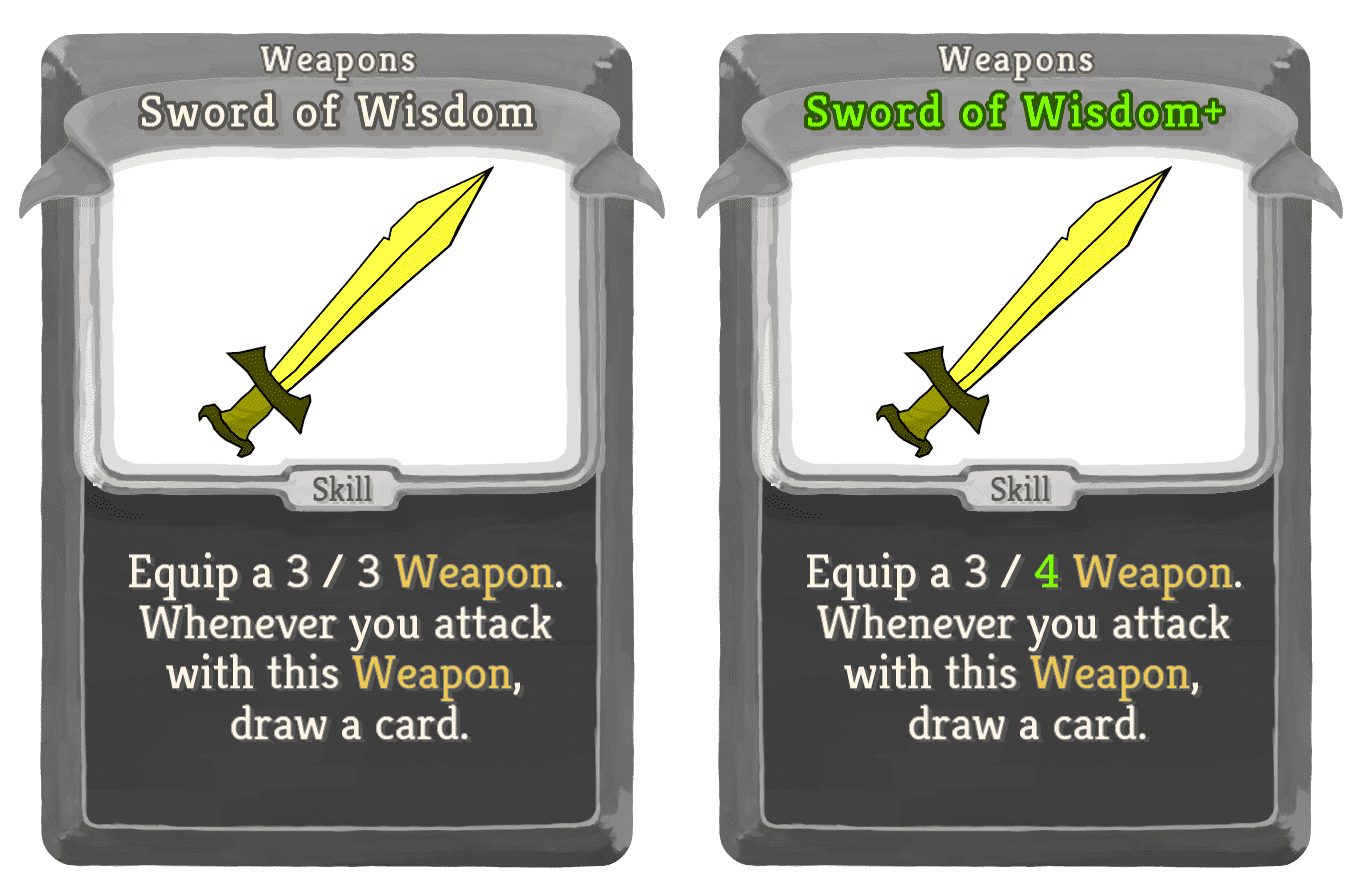 Weapons
Sword of Wisdom
Skill
Equip a 3 / 3 Weapon.
Whenever you attack
with this Weapon,
draw a card.
Weapons
Sword of Wisdom+
Skill
Equip a 3 / 4 Weapon.
Whenever you attack
with this Weapon,
draw a card.